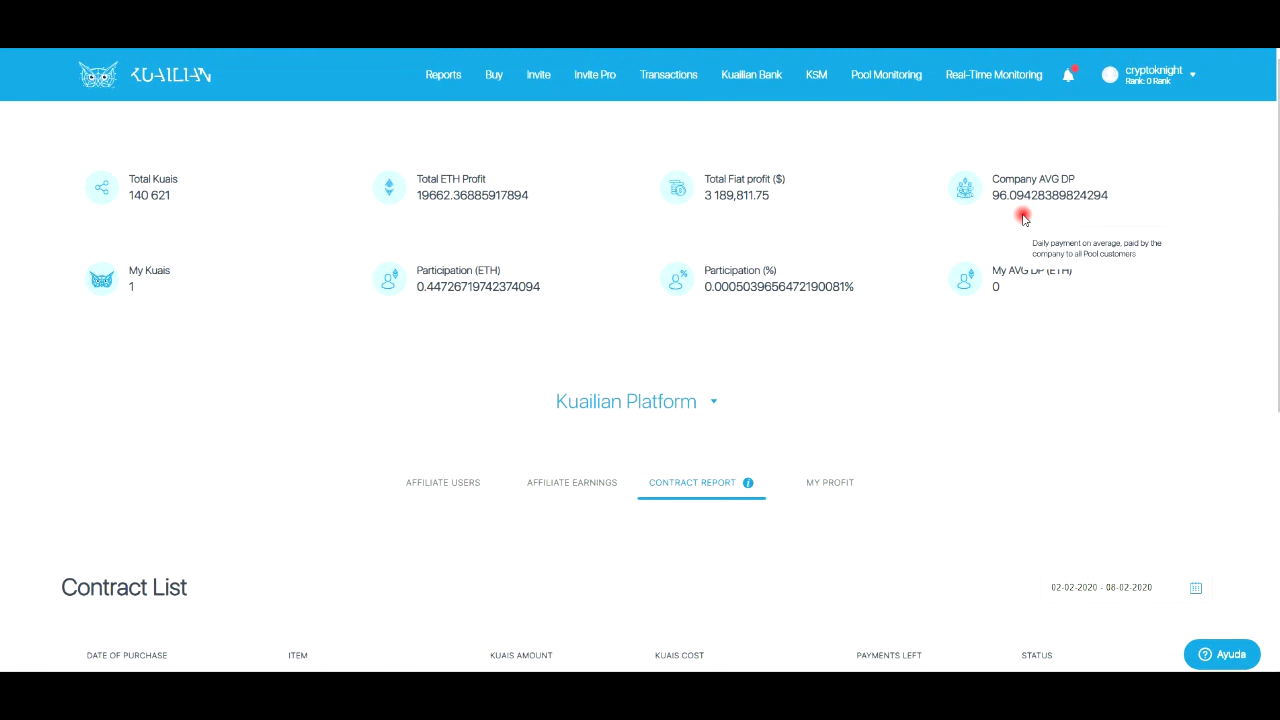 KUAILIAN
Reports Buy Invite Invite Pro Transactions Kuailian Bank KSM Pool Monitoring Real-Time Monitoring
cryptoknight
Rank: 0 Rank
Total Kuais
140 621
Total ETH Profit
19662.36885917894
Total Fiat profit ($)
3 189,811.75
Company AVG DP
96.09428389824294
Daily payment on average, paid by the
company to all Pool customers
My Kuais
1
Participation (ETH)
0.44726719742374094
Participation (%)
0.0005039656472190081%
My AVG DP (ETH)
0
Kuailian Platform
AFFILIATE USERS AFFILIATE EARNINGS CONTRACT REPORT i MY PROFIT
Contract List
02-02-2020 - 08-02-2020
DATE OF PURCHASE ITEM KUAIS AMOUNT KUAIS COST PAYMENTS LEFT STATUS
? Ayuda